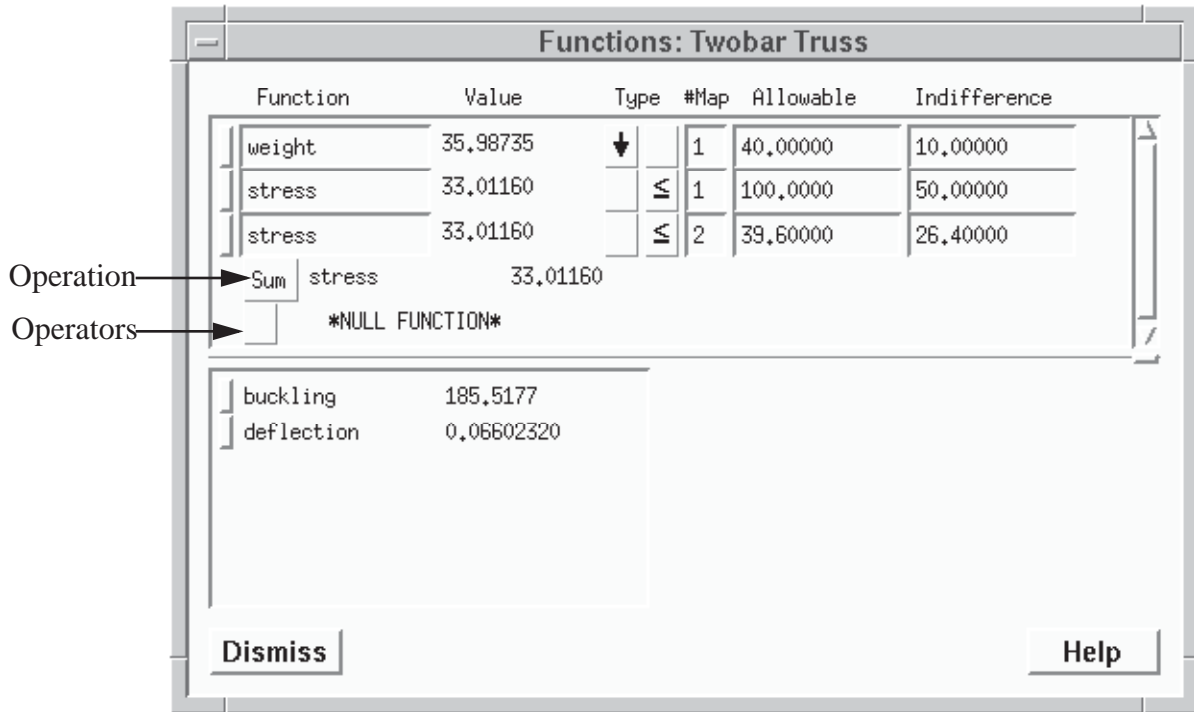 Functions: Twobar Truss
Function Value Type #Map Allowable Indifference
weight 35.98735 1 40.00000 10.00000
stress 33.01160 ≤ 1 100.0000 50.00000
stress 33.01160 ≤ 2 39.60000 26.40000
Operation Sum stress 33.01160
Operators *NULL FUNCTION*
buckling 185.5177
deflection 0.06602320
Dismiss Help